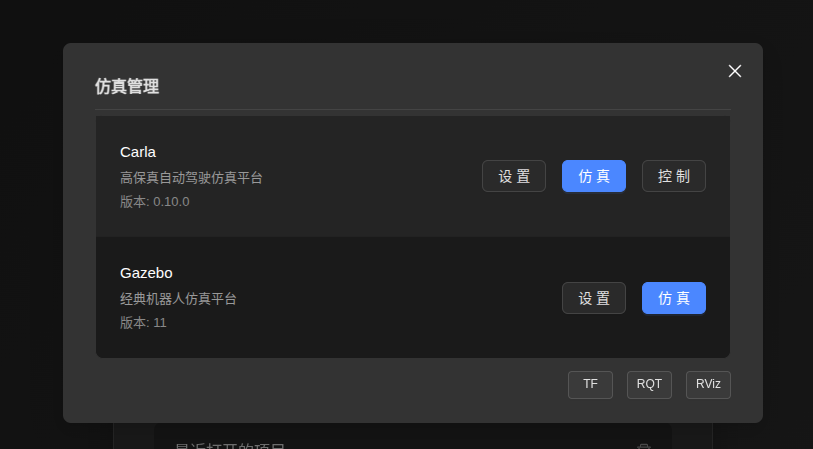 仿真管理
Carla
高保真自动驾驶仿真平台
版本: 0.10.0
设置 仿真 控制
Gazebo
经典机器人仿真平台
版本: 11
设置 仿真
TF RQT RViz
最近打开的项目